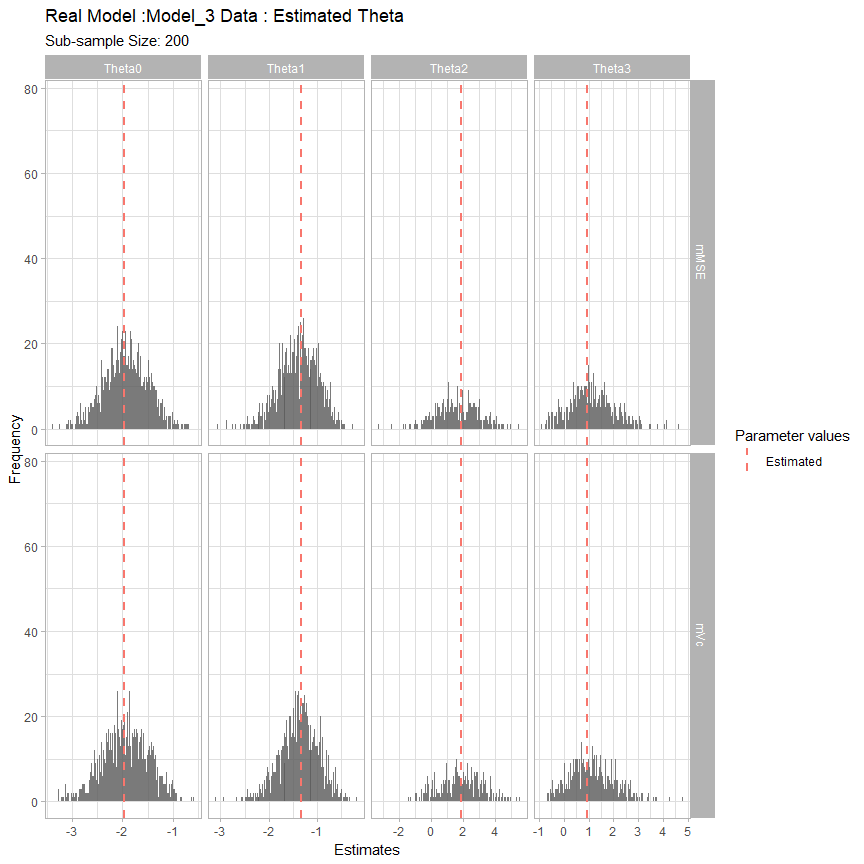 Real Model :Model_3 Data : Estimated Theta
Sub-sample Size: 200
Theta0 Theta1 Theta2 Theta3
80
60
40
20
0
mMSE
80
60
40
20
0
mVc
Frequency
-3 -2 -1 -3 -2 -1 -2 0 2 4 -1 0 1 2 3 4 5
Estimates
Parameter values
Estimated